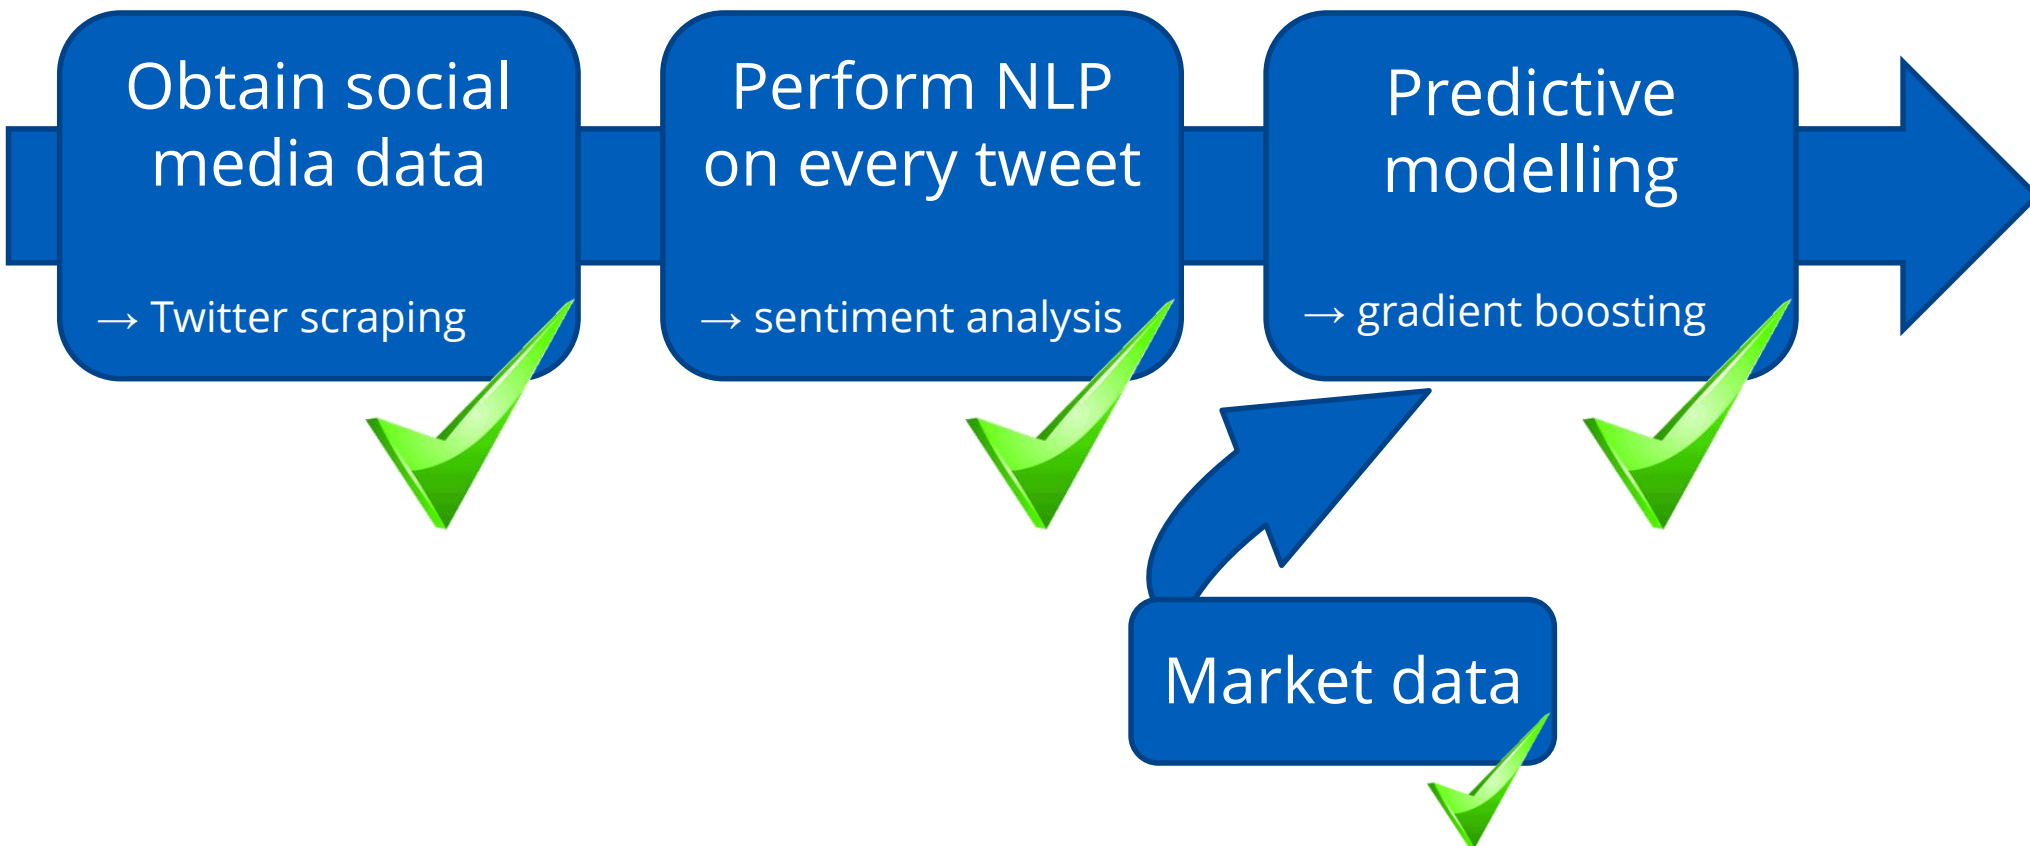 Obtain social
media data
→ Twitter scraping
Perform NLP
on every tweet
→ sentiment analysis
Predictive
modelling
→ gradient boosting
Market data